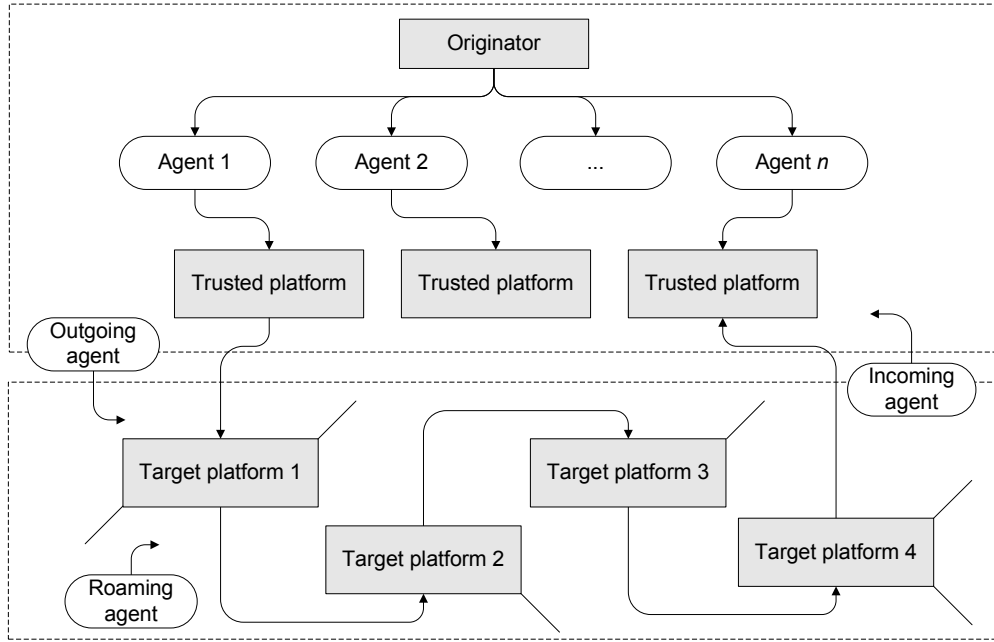 Originator
Agent 1
Agent 2
...
Agent n
Trusted platform
Trusted platform
Trusted platform
Outgoing
agent
Incoming
agent
Target platform 1
Target platform 3
Target platform 2
Target platform 4
Roaming
agent